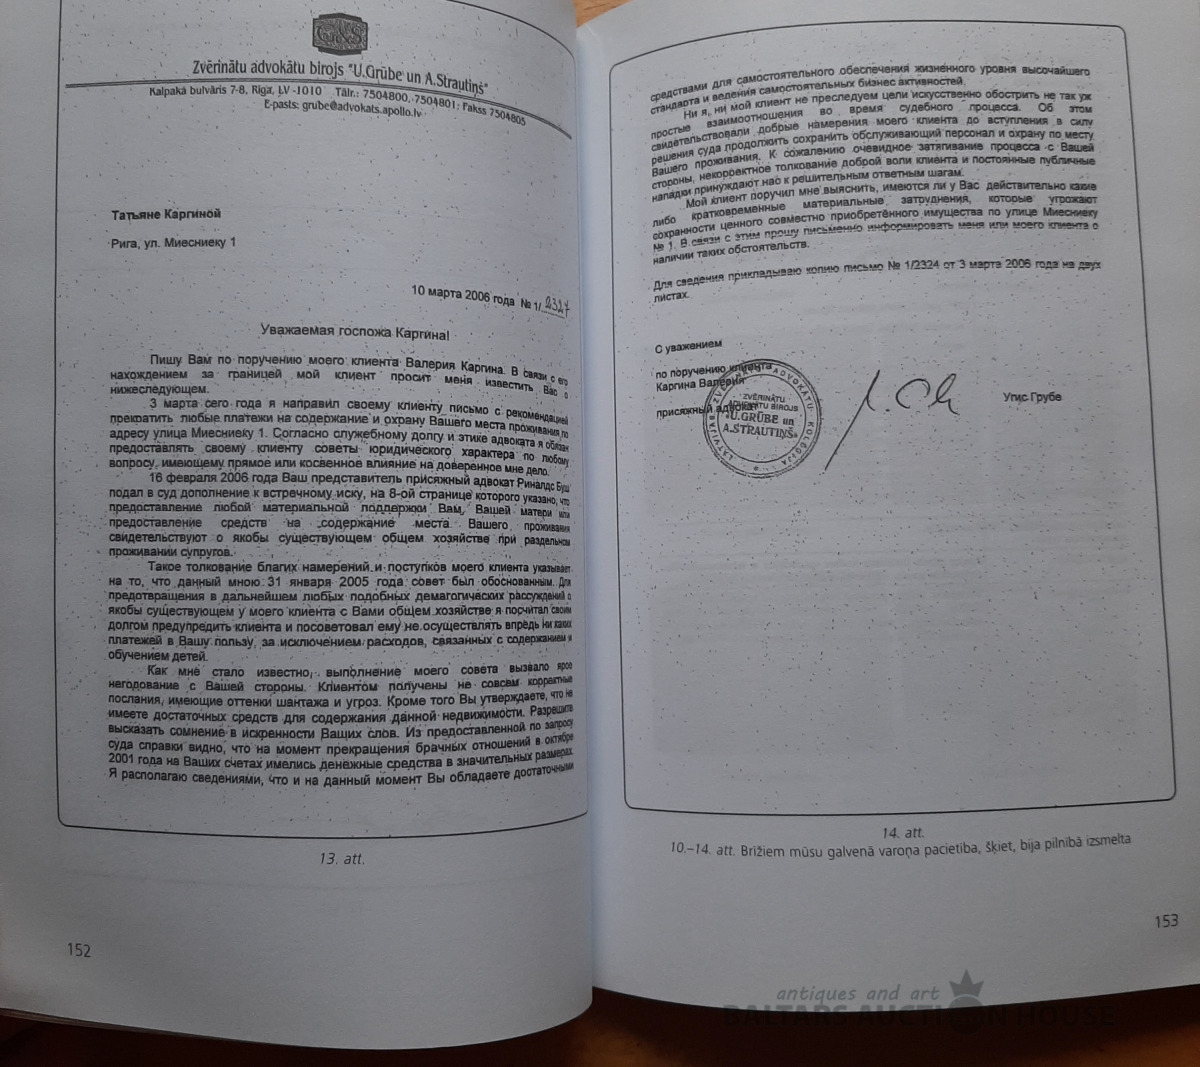 G&S
Zvērinātu advokātu birojs "U.Grūbe un A.Strautiņš"
Kalpaka bulvāris 7-8, Rīga, LV -1010 Tālr.: 7504800, 7504801; Fakss 7504805
E-pasts: grube@advokats.apollo.lv
Татьяне Каргиной
Рига, ул. Миесниеку 1
10 марта 2006 года № 1/2327
Уважаемая госпожа Каргина!
Пишу Вам по поручению моего клиента Валерия Каргина. В связи с его
нахождением за границей мой клиент просит меня известить Вас о
нижеследующем.
3 марта сего года я направил своему клиенту письмо с рекомендацией
прекратить любые платежи на содержание и охрану Вашего места проживания по
адресу улица Миесниеку 1. Согласно служебному долгу и этике адвоката я обязан
предоставлять своему клиенту советы юридического характера по любому
вопросу, имеющему прямое или косвенное влияние на доверенное мне дело.
16 февраля 2006 года Ваш представитель присяжный адвокат Риналдс Буш
подал в суд дополнение к встречному иску, на 8-ой странице которого указано, что
предоставление любой материальной поддержки Вам, Вашей матери или
предоставление средств на содержание места Вашего проживания
свидетельствуют о якобы существующем общем хозяйстве при раздельном
проживании супругов.
Такое толкование благих намерений и поступков моего клиента указывает
на то, что данный мною 31 января 2005 года совет был обоснованным. Для
предотвращения в дальнейшем любых подобных демагогических рассуждений о
якобы существующем у моего клиента с Вами общем хозяйстве я посчитал своим
долгом предупредить клиента и посоветовал ему не осуществлять впредь ни каких
платежей в Вашу пользу, за исключением расходов, связанных с содержанием и
обучением детей.
Как мне стало известно, выполнение моего совета вызвало ярое
негодование с Вашей стороны. Клиентом получены не совсем корректные
послания, имеющие оттенки шантажа и угроз. Кроме того Вы утверждаете, что не
имеете достаточных средств для содержания данной недвижимости. Разрешите
высказать сомнение в искренности Ваших слов. Из предоставленной по запросу
суда справки видно, что на момент прекращения брачных отношений в октябре
2001 года на Ваших счетах имелись денежные средства в значительных размерах.
Я располагаю сведениями, что и на данный момент Вы обладаете достаточными
13. att.
152
средствами для самостоятельного обеспечения жизненного уровня высочайшего
стандарта и ведения самостоятельных бизнес активностей.
Ни я, ни мой клиент не преследуем цели искусственно обострить не так уж
простые взаимоотношения во время судебного процесса. Об этом
свидетельствовали добрые намерения моего клиента до вступления в силу
решения суда продолжить сохранить обслуживающий персонал и охрану по месту
Вашего проживания. К сожалению очевидное затягивание процесса с Вашей
стороны, некорректное толкование доброй воли клиента и постоянные публичные
нападки принуждают нас к решительным ответным шагам.
Мой клиент поручил мне выяснить, имеются ли у Вас действительно какие
либо кратковременные материальные затруднения, которые угрожают
сохранности ценного совместно приобретённого имущества по улице Миесниеку
№ 1. В связи с этим прошу письменно информировать меня или моего клиента о
наличии таких обстоятельств.
Для сведения прикладываю копию письмо № 1/2324 от 3 марта 2006 года на двух
листах.
С уважением
по поручению клиента
Каргина Валерия
присяжный адвокат
Угис Грубе
LATVIJAS ZVĒRINĀTU ADVOKĀTU KOLĒĢIJA
ZVĒRINĀTU
ADVOKĀTU BIROJS
"U.GRŪBE un
A.STRAUTIŅŠ"
14. att.
10.–14. att. Brīžiem mūsu galvenā varoņa pacietība, šķiet, bija pilnībā izsmelta
153
antiques and art
BALTARS AUCTION HOUSE